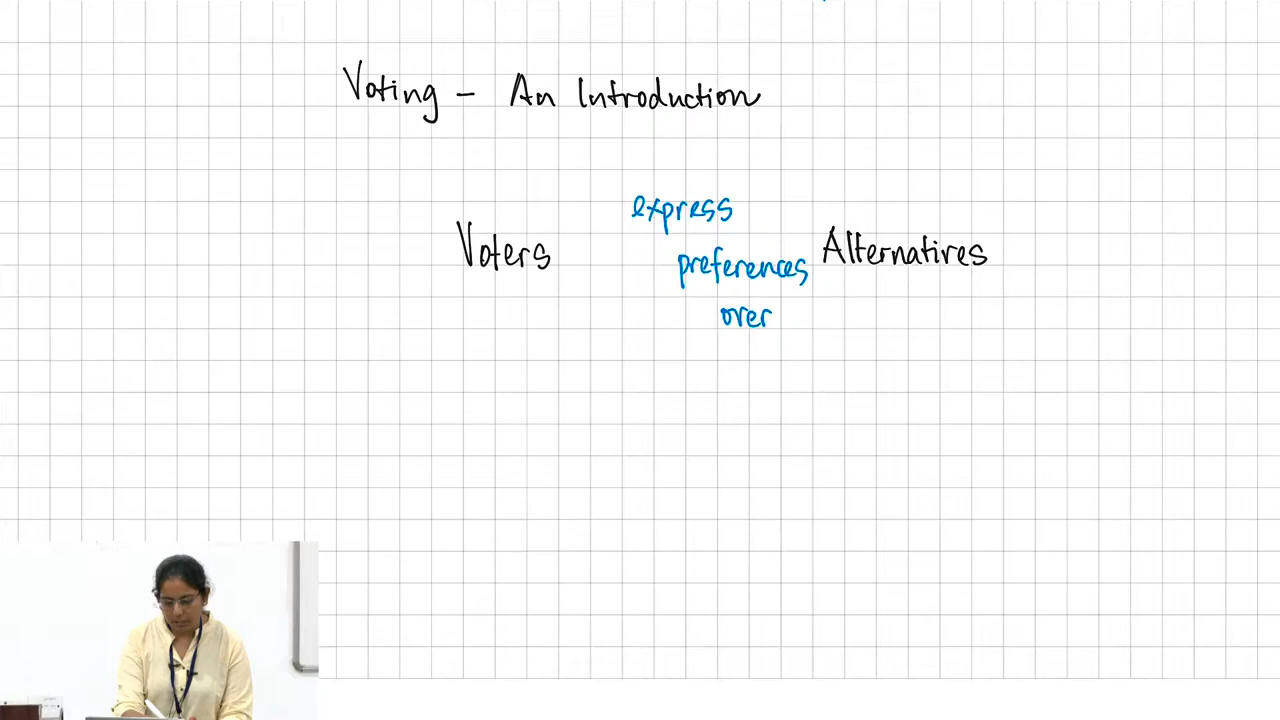 Voting - An Introduction
express
Voters
preferences
Alternatives
over